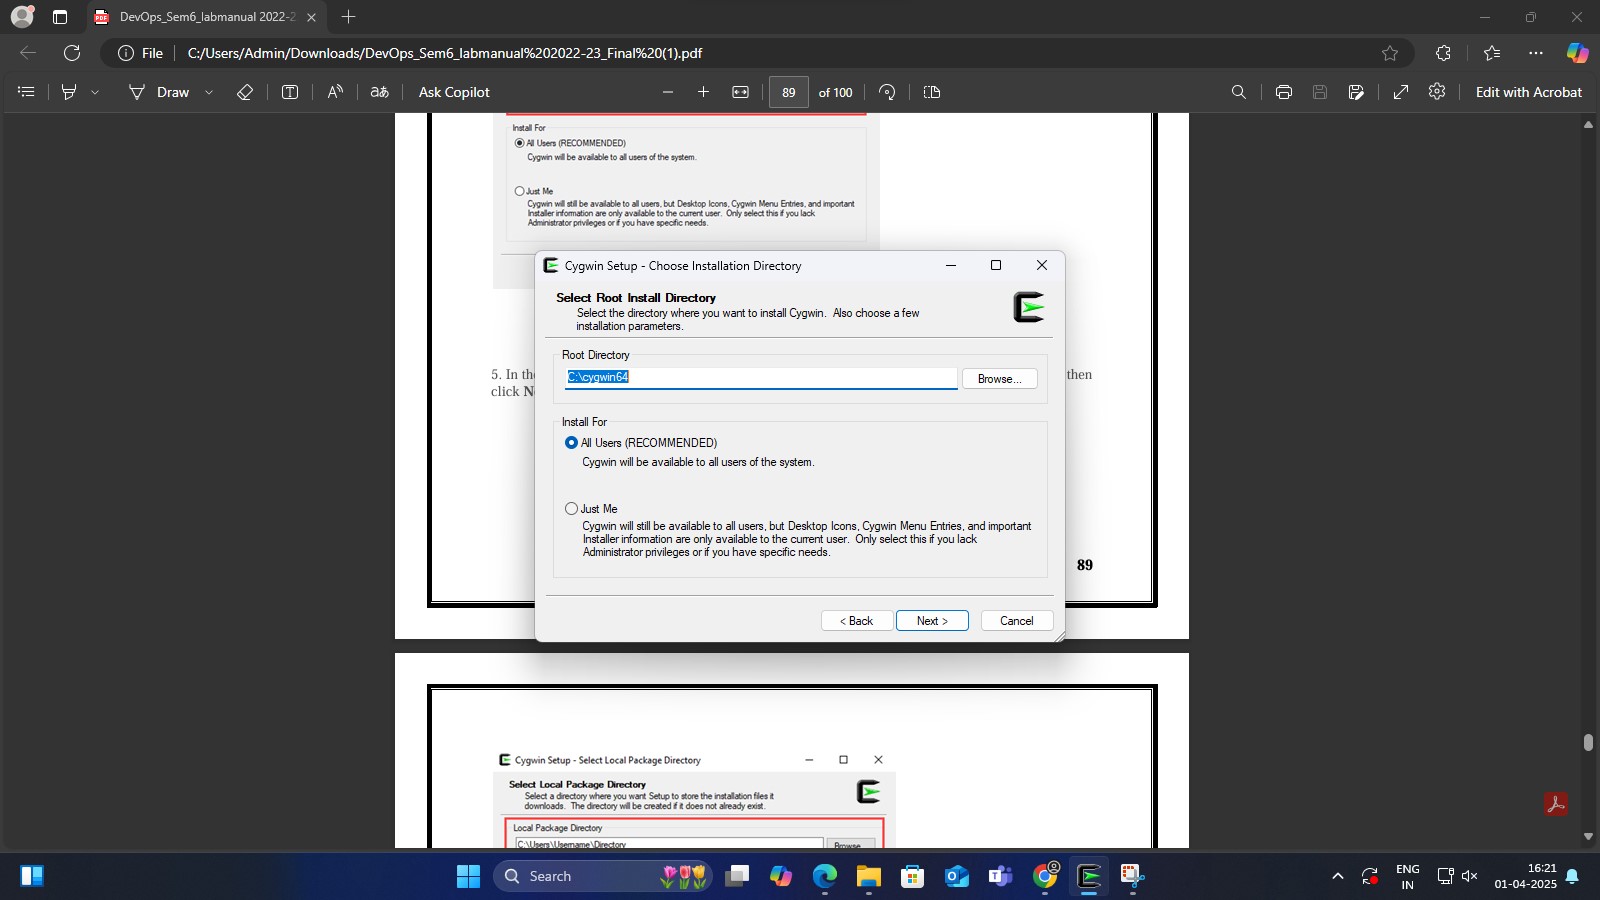 DevOps_Sem6_labmanual 2022-2
File
C:/Users/Admin/Downloads/DevOps_Sem6_labmanual%202022-23_Final%20(1).pdf
Draw
aあ
Ask Copilot
89
of 100
Edit with Acrobat
Install For
All Users (RECOMMENDED)
Cygwin will be available to all users of the system.
Just Me
Cygwin will still be available to all users, but Desktop Icons, Cygwin Menu Entries, and important
Installer information are only available to the current user. Only select this if you lack
Administrator privileges or if you have specific needs.
Cygwin Setup - Choose Installation Directory
Select Root Install Directory
Select the directory where you want to install Cygwin. Also choose a few
installation parameters.
Root Directory
C:\cygwin64
Browse...
5. In the
then
click
Install For
All Users (RECOMMENDED)
Cygwin will be available to all users of the system.
Just Me
Cygwin will still be available to all users, but Desktop Icons, Cygwin Menu Entries, and important
Installer information are only available to the current user. Only select this if you lack
Administrator privileges or if you have specific needs.
89
< Back
Next >
Cancel
Cygwin Setup - Select Local Package Directory
Select Local Package Directory
Select a directory where you want Setup to store the installation files it
downloads. The directory will be created if it does not already exist.
Local Package Directory
C:\Users\Username\Directory
Browse
Search
ENG
IN
16:21
01-04-2025